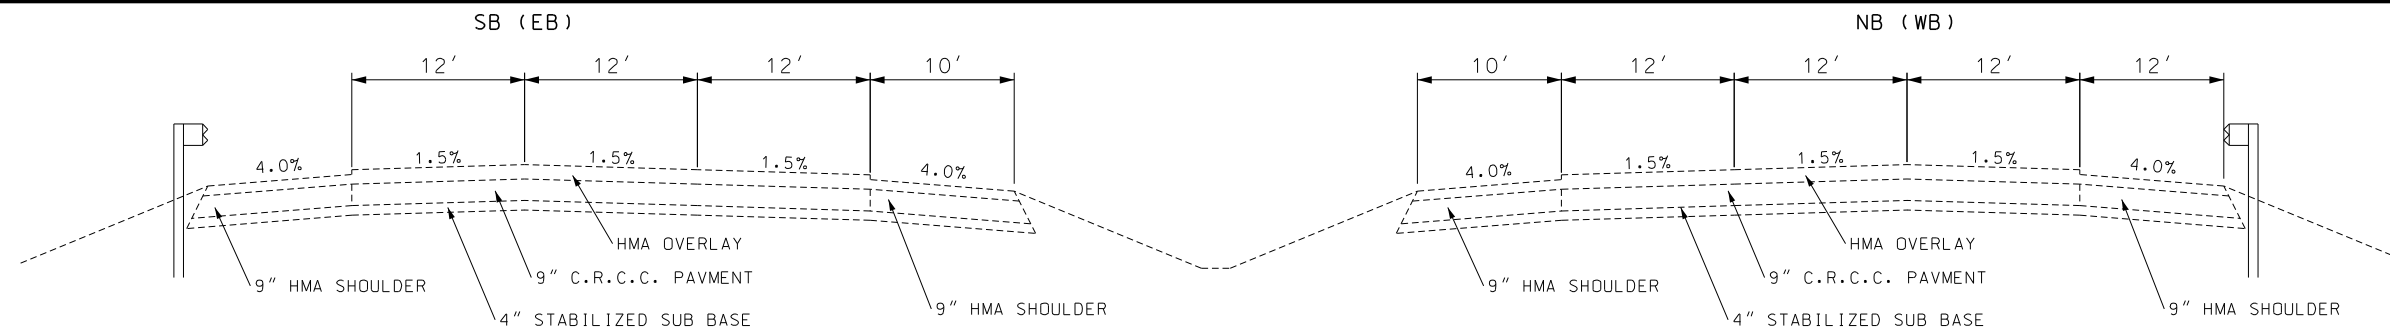 SB (EB)
12' 12' 12' 10'
4.0% 1.5% 1.5% 1.5% 4.0%
HMA OVERLAY
9" C.R.C.C. PAVMENT
9" HMA SHOULDER
9" HMA SHOULDER
4" STABILIZED SUB BASE
NB (WB)
10' 12' 12' 12' 12'
4.0% 1.5% 1.5% 1.5% 4.0%
HMA OVERLAY
9" C.R.C.C. PAVMENT
9" HMA SHOULDER
9" HMA SHOULDER
4" STABILIZED SUB BASE